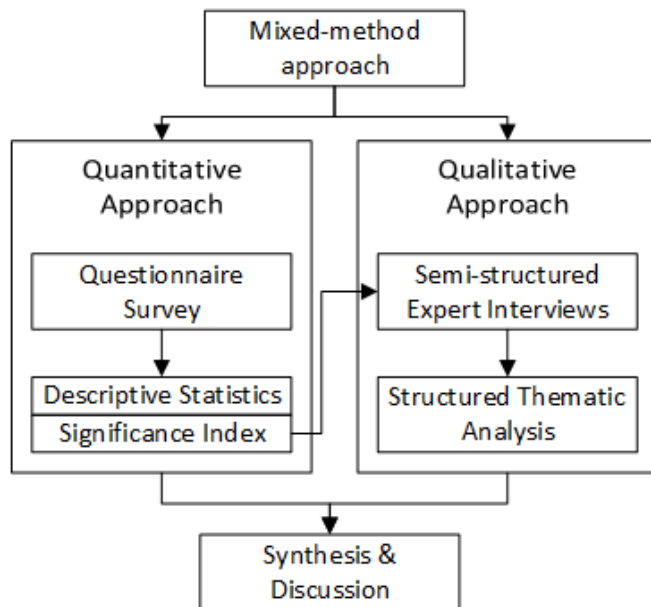 Mixed-method
approach
Quantitative
Approach
Questionnaire
Survey
Descriptive Statistics
Significance Index
Qualitative
Approach
Semi-structured
Expert Interviews
Structured Thematic
Analysis
Synthesis &
Discussion